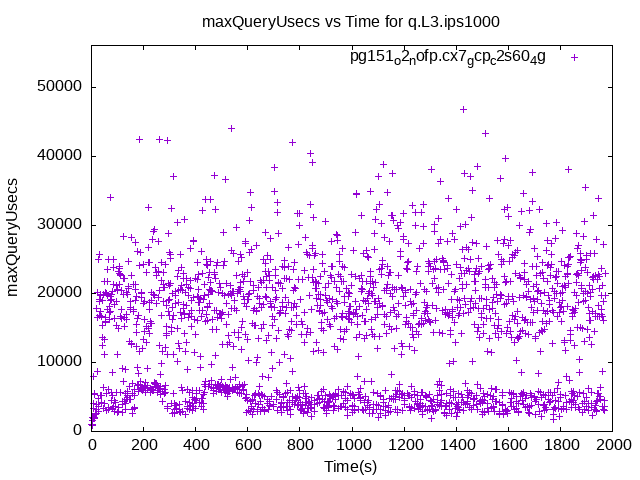 maxQueryUsecs vs Time for q.L3.ips1000
pg151o2nofp.cx7gcpc2s604g
50000
40000
30000
20000
10000
0
maxQueryUsecs
0 200 400 600 800 1000 1200 1400 1600 1800 2000
Time(s)